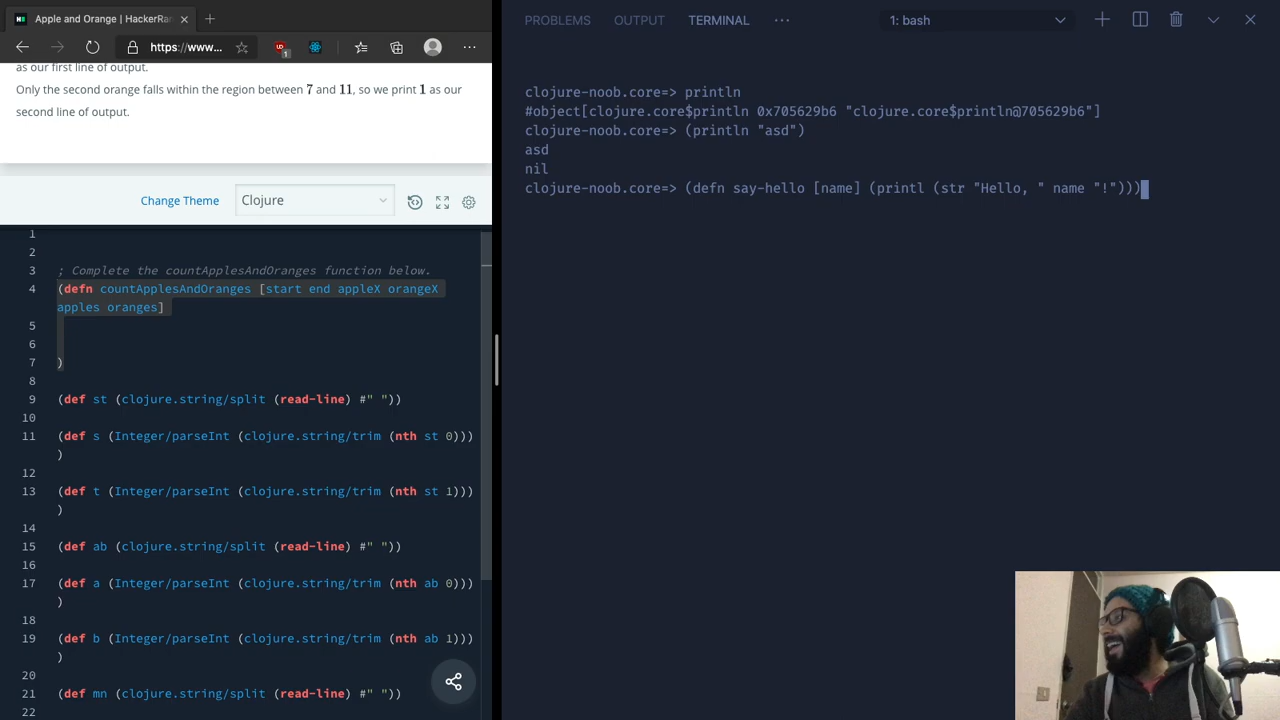 Apple and Orange | HackerRan
https://www...
1
as our first line of output.
Only the second orange falls within the region between 7 and 11, so we print 1 as our
second line of output.
Change Theme
Clojure
1
2
3 ; Complete the countApplesAndOranges function below.
4 (defn countApplesAndOranges [start end appleX orangeX
apples oranges]
5
6
7 )
8
9 (def st (clojure.string/split (read-line) #" "))
10
11 (def s (Integer/parseInt (clojure.string/trim (nth st 0)))
)
12
13 (def t (Integer/parseInt (clojure.string/trim (nth st 1)))
)
14
15 (def ab (clojure.string/split (read-line) #" "))
16
17 (def a (Integer/parseInt (clojure.string/trim (nth ab 0)))
)
18
19 (def b (Integer/parseInt (clojure.string/trim (nth ab 1)))
)
20
21 (def mn (clojure.string/split (read-line) #" "))
22
PROBLEMS OUTPUT TERMINAL ··· 1: bash
clojure-noob.core=> println
#object[clojure.core$println 0x705629b6 "clojure.core$println@705629b6"]
clojure-noob.core=> (println "asd")
asd
nil
clojure-noob.core=> (defn say-hello [name] (printl (str "Hello, " name "!")))